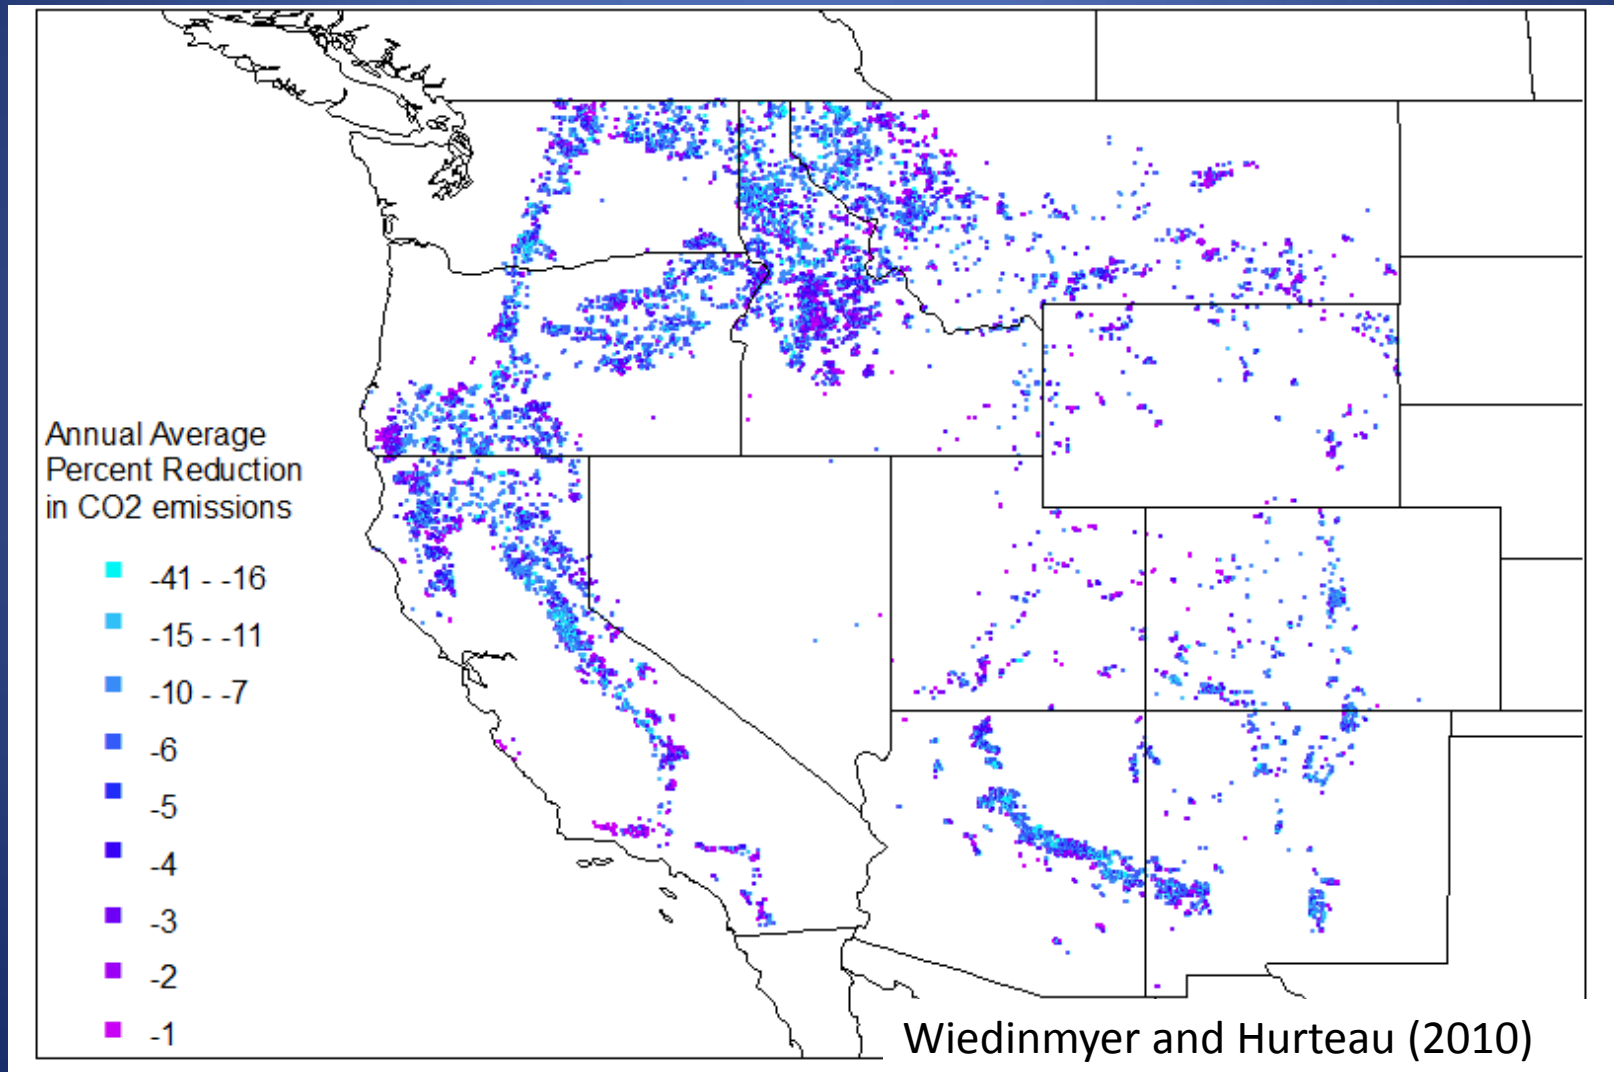 Annual Average
Percent Reduction
in CO2 emissions
-41 - -16
-15 - -11
-10 - -7
-6
-5
-4
-3
-2
-1
Wiedinmyer and Hurteau (2010)